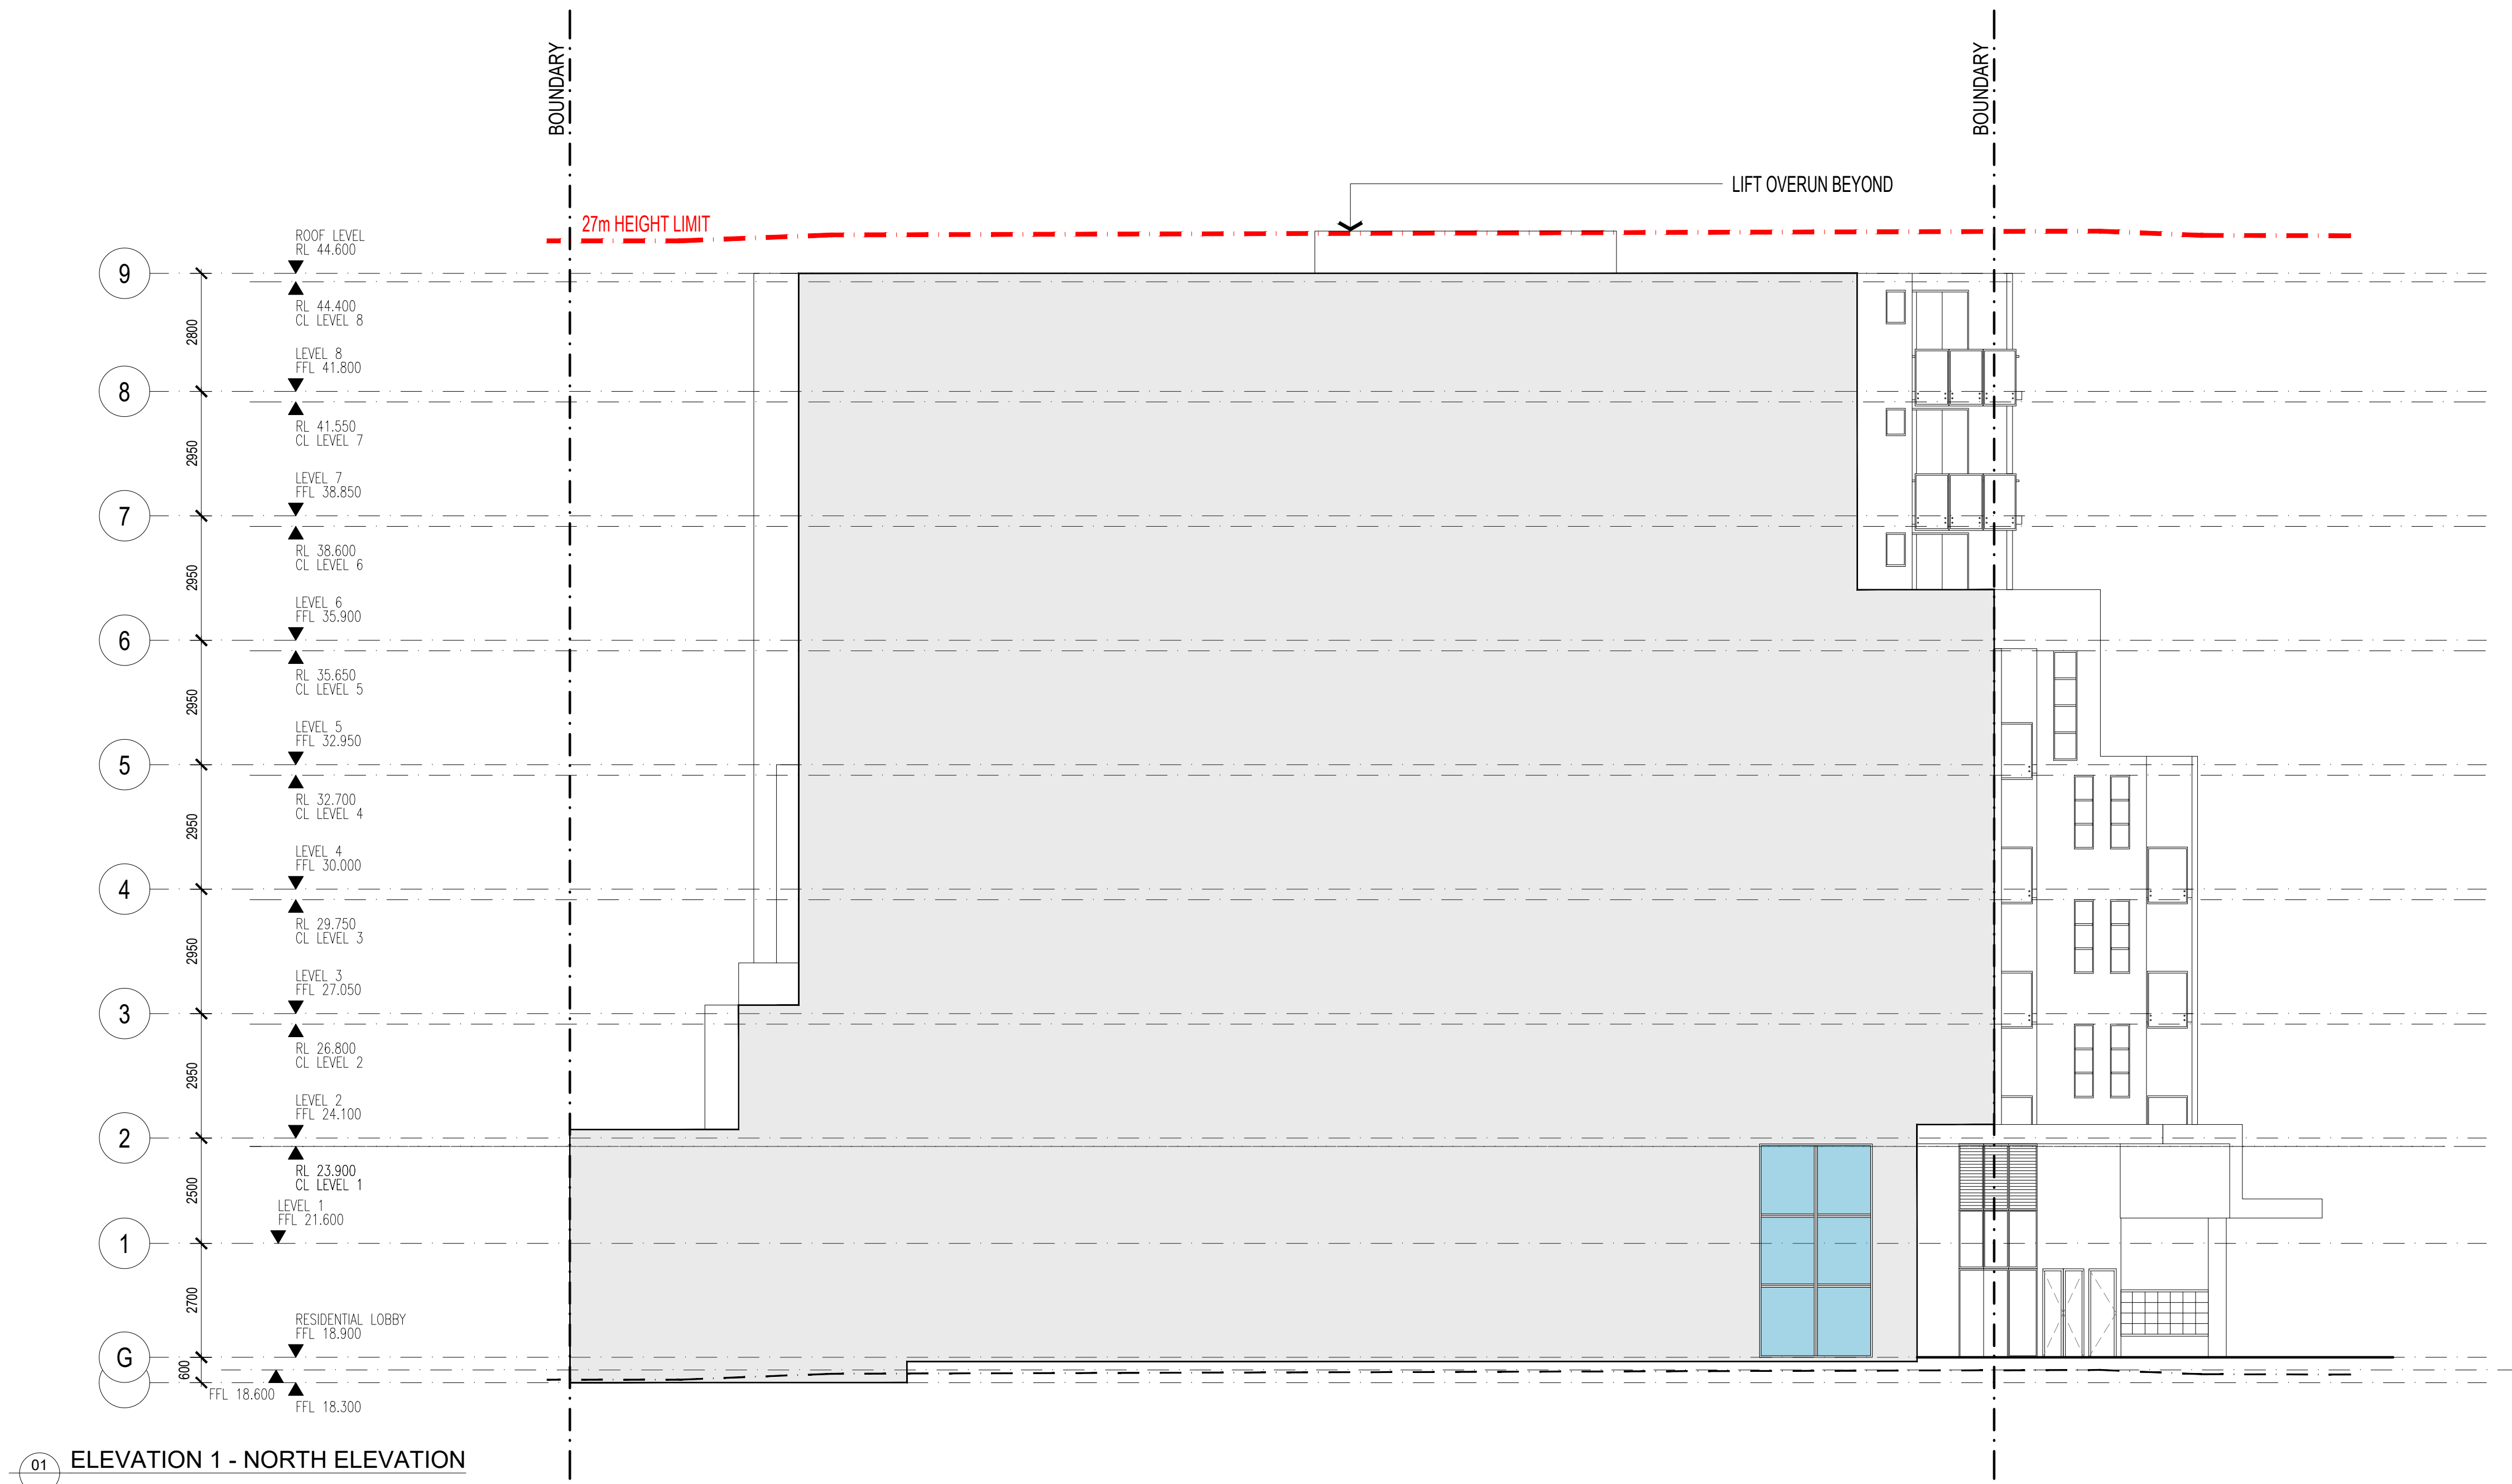 BOUNDARY
BOUNDARY
LIFT OVERUN BEYOND
27m HEIGHT LIMIT
ROOF LEVEL
RL 44.600
9
RL 44.400
CL LEVEL 8
2800
LEVEL 8
FFL 41.800
8
RL 41.550
CL LEVEL 7
2950
LEVEL 7
FFL 38.850
7
RL 38.600
CL LEVEL 6
2950
LEVEL 6
FFL 35.900
6
RL 35.650
CL LEVEL 5
2950
LEVEL 5
FFL 32.950
5
RL 32.700
CL LEVEL 4
2950
LEVEL 4
FFL 30.000
4
RL 29.750
CL LEVEL 3
2950
LEVEL 3
FFL 27.050
3
RL 26.800
CL LEVEL 2
2950
LEVEL 2
FFL 24.100
2
RL 23.900
CL LEVEL 1
2500
LEVEL 1
FFL 21.600
1
2700
RESIDENTIAL LOBBY
FFL 18.900
G
600
FFL 18.600
FFL 18.300
01 ELEVATION 1 - NORTH ELEVATION